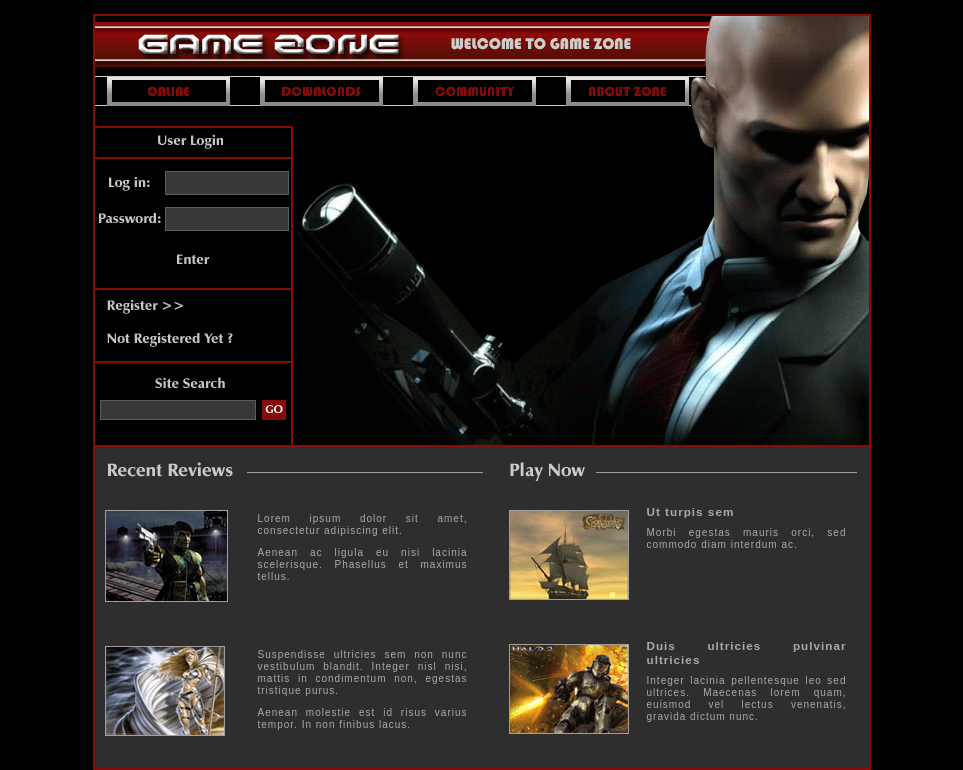 GAME ZONE
WELCOME TO GAME ZONE
ONLINE
DOWNLOADS
COMMUNITY
ABOUT ZONE
User Login
Log in:
Password:
Enter
Register >>
Not Registered Yet ?
Site Search
GO
Recent Reviews
Lorem ipsum dolor sit amet,
consectetur adipiscing elit.
Aenean ac ligula eu nisi lacinia
scelerisque. Phasellus et maximus
tellus.
Suspendisse ultricies sem non nunc
vestibulum blandit. Integer nisl nisi,
mattis in condimentum non, egestas
tristique purus.
Aenean molestie est id risus varius
tempor. In non finibus lacus.
Play Now
Ut turpis sem
Morbi egestas mauris orci, sed
commodo diam interdum ac.
HALO 2
Duis ultricies pulvinar
ultricies
Integer lacinia pellentesque leo sed
ultrices. Maecenas lorem quam,
euismod vel lectus venenatis,
gravida dictum nunc.